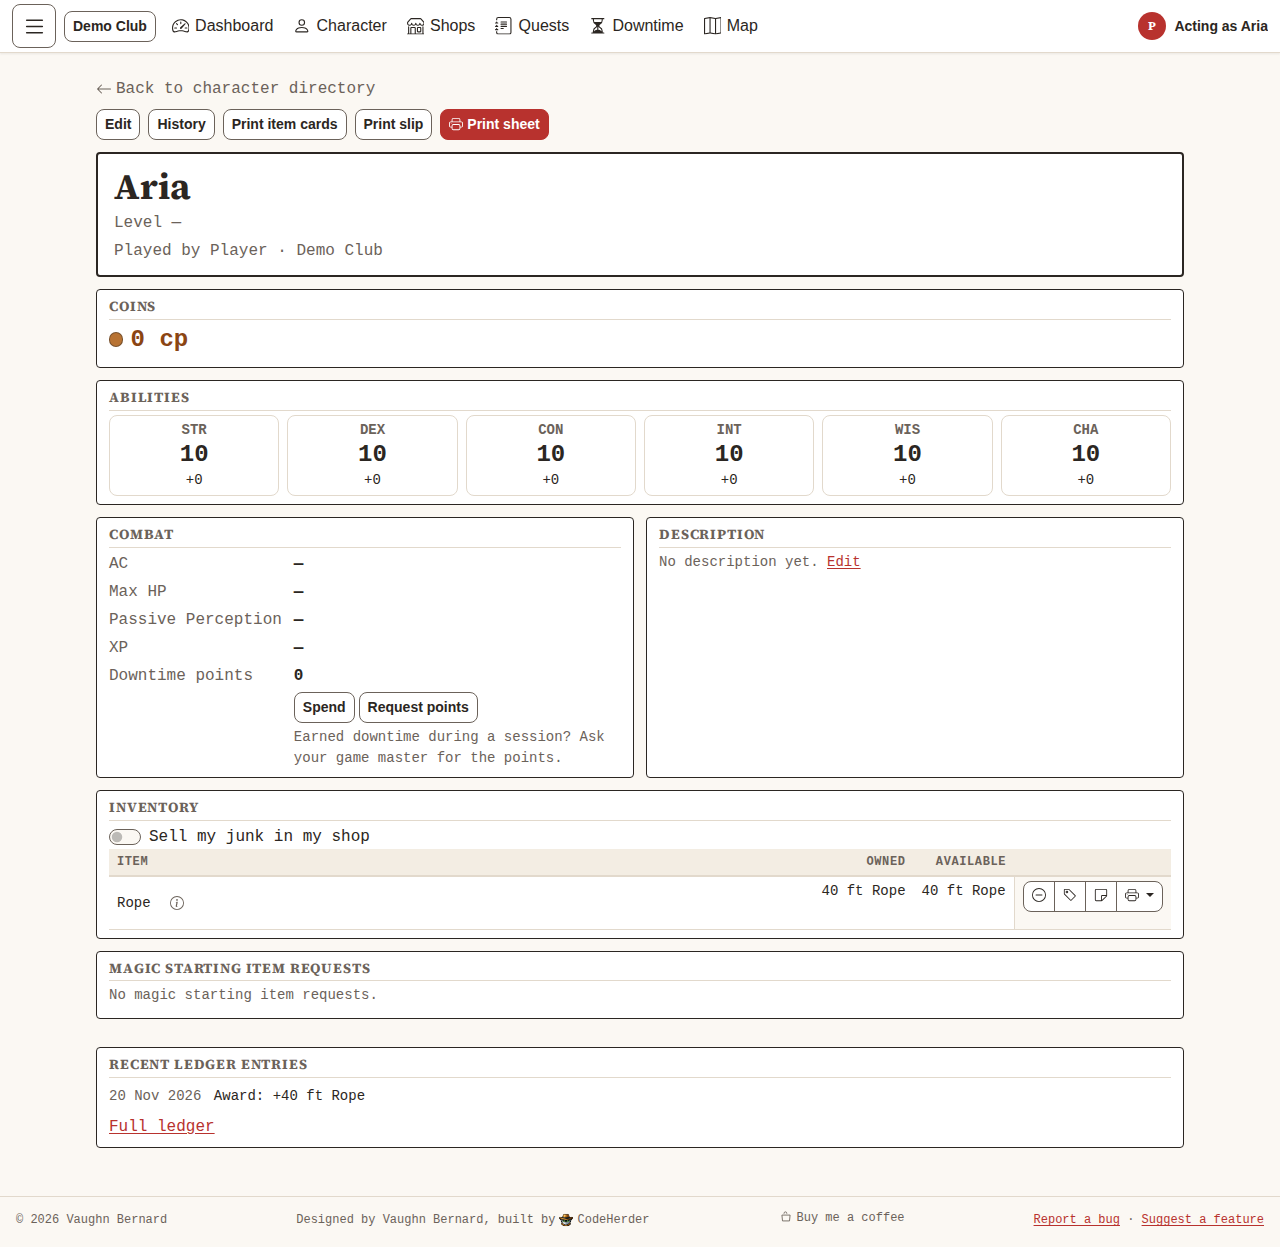 Demo Club Dashboard Character Shops Quests Downtime Map P Acting as Aria
Back to character directory
Edit History Print item cards Print slip Print sheet
Aria
Level —
Played by Player · Demo Club
COINS
0 cp
ABILITIES
STR DEX CON INT WIS CHA
10 10 10 10 10 10
+0 +0 +0 +0 +0 +0
COMBAT
AC —
Max HP —
Passive Perception —
XP —
Downtime points 0
Spend Request points
Earned downtime during a session? Ask
your game master for the points.
DESCRIPTION
No description yet. Edit
INVENTORY
Sell my junk in my shop
ITEM OWNED AVAILABLE
Rope 40 ft Rope 40 ft Rope
MAGIC STARTING ITEM REQUESTS
No magic starting item requests.
RECENT LEDGER ENTRIES
20 Nov 2026 Award: +40 ft Rope
Full ledger
© 2026 Vaughn Bernard Designed by Vaughn Bernard, built by CodeHerder Buy me a coffee Report a bug · Suggest a feature